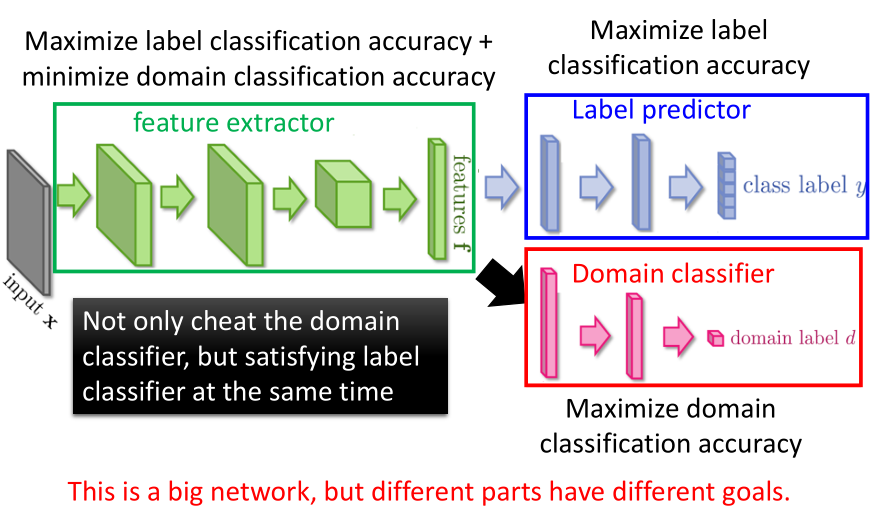 Maximize label classification accuracy +
minimize domain classification accuracy
Maximize label
classification accuracy
feature extractor
Label predictor
features f
class label y
input x
Domain classifier
domain label d
Not only cheat the domain
classifier, but satisfying label
classifier at the same time
Maximize domain
classification accuracy
This is a big network, but different parts have different goals.